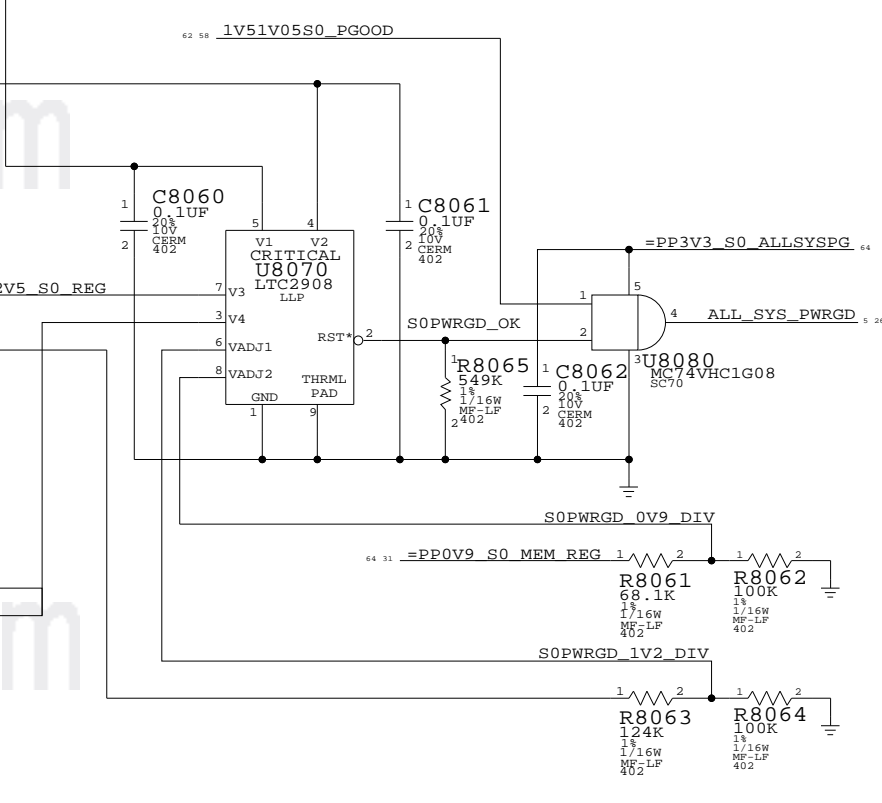 62 58 1V51V05S0_PGOOD
m
C8060
0.1UF
20%
10V
CERM
402
1
2
C8061
0.1UF
20%
10V
CERM
402
1
2
5 4
V1 V2
CRITICAL
U8070
LTC2908
LLP
=PP3V3_S0_ALLSYSPG 64
2V5_S0_REG 7 V3
3 V4
6 VADJ1
8 VADJ2
RST* 2
S0PWRGD_OK
THRML
PAD
GND
1 9
1
2
5
4 ALL_SYS_PWRGD 5 26
3 U8080
MC74VHC1G08
SC70
1 R8065
549K
1%
1/16W
MF-LF
2 402
1 C8062
0.1UF
20%
10V
2 CERM
402
S0PWRGD_0V9_DIV
64 31 =PP0V9_S0_MEM_REG 1 2 1 2
R8061
68.1K
1%
1/16W
MF-LF
402
R8062
100K
1%
1/16W
MF-LF
402
m
S0PWRGD_1V2_DIV
1 2 1 2
R8063
124K
1%
1/16W
MF-LF
402
R8064
100K
1%
1/16W
MF-LF
402